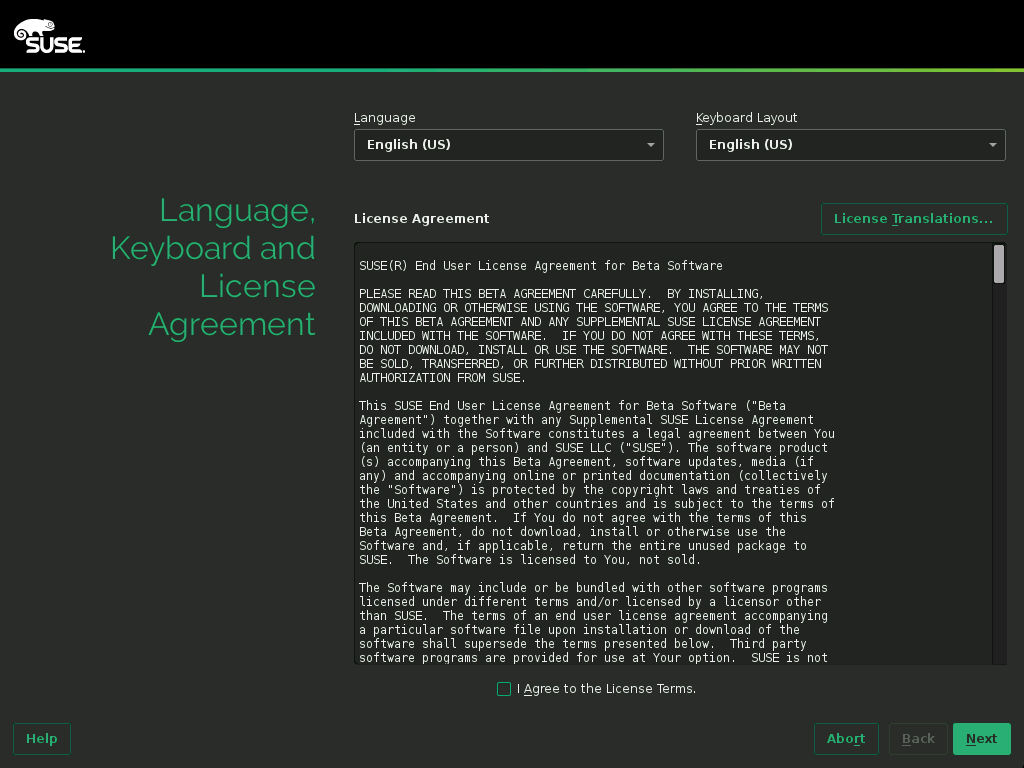 SUSE
Language
Keyboard Layout
English (US)
English (US)
Language,
Keyboard and
License
Agreement
License Agreement
License Translations...
SUSE(R) End User License Agreement for Beta Software
PLEASE READ THIS BETA AGREEMENT CAREFULLY.  BY INSTALLING,
DOWNLOADING OR OTHERWISE USING THE SOFTWARE, YOU AGREE TO THE TERMS
OF THIS BETA AGREEMENT AND ANY SUPPLEMENTAL SUSE LICENSE AGREEMENT
INCLUDED WITH THE SOFTWARE.  IF YOU DO NOT AGREE WITH THESE TERMS,
DO NOT DOWNLOAD, INSTALL OR USE THE SOFTWARE.  THE SOFTWARE MAY NOT
BE SOLD, TRANSFERRED, OR FURTHER DISTRIBUTED WITHOUT PRIOR WRITTEN
AUTHORIZATION FROM SUSE.
This SUSE End User License Agreement for Beta Software ("Beta
Agreement") together with any Supplemental SUSE License Agreement
included with the Software constitutes a legal agreement between You
(an entity or a person) and SUSE LLC ("SUSE"). The software product
(s) accompanying this Beta Agreement, software updates, media (if
any) and accompanying online or printed documentation (collectively
the "Software") is protected by the copyright laws and treaties of
the United States and other countries and is subject to the terms of
this Beta Agreement.  If You do not agree with the terms of this
Beta Agreement, do not download, install or otherwise use the
Software and, if applicable, return the entire unused package to
SUSE.  The Software is licensed to You, not sold.
The Software may include or be bundled with other software programs
licensed under different terms and/or licensed by a licensor other
than SUSE.  The terms of an end user license agreement accompanying
a particular software file upon installation or download of the
software shall supersede the terms presented below.  Third party
software programs are provided for use at Your option.  SUSE is not
I Agree to the License Terms.
Help
Abort
Back
Next